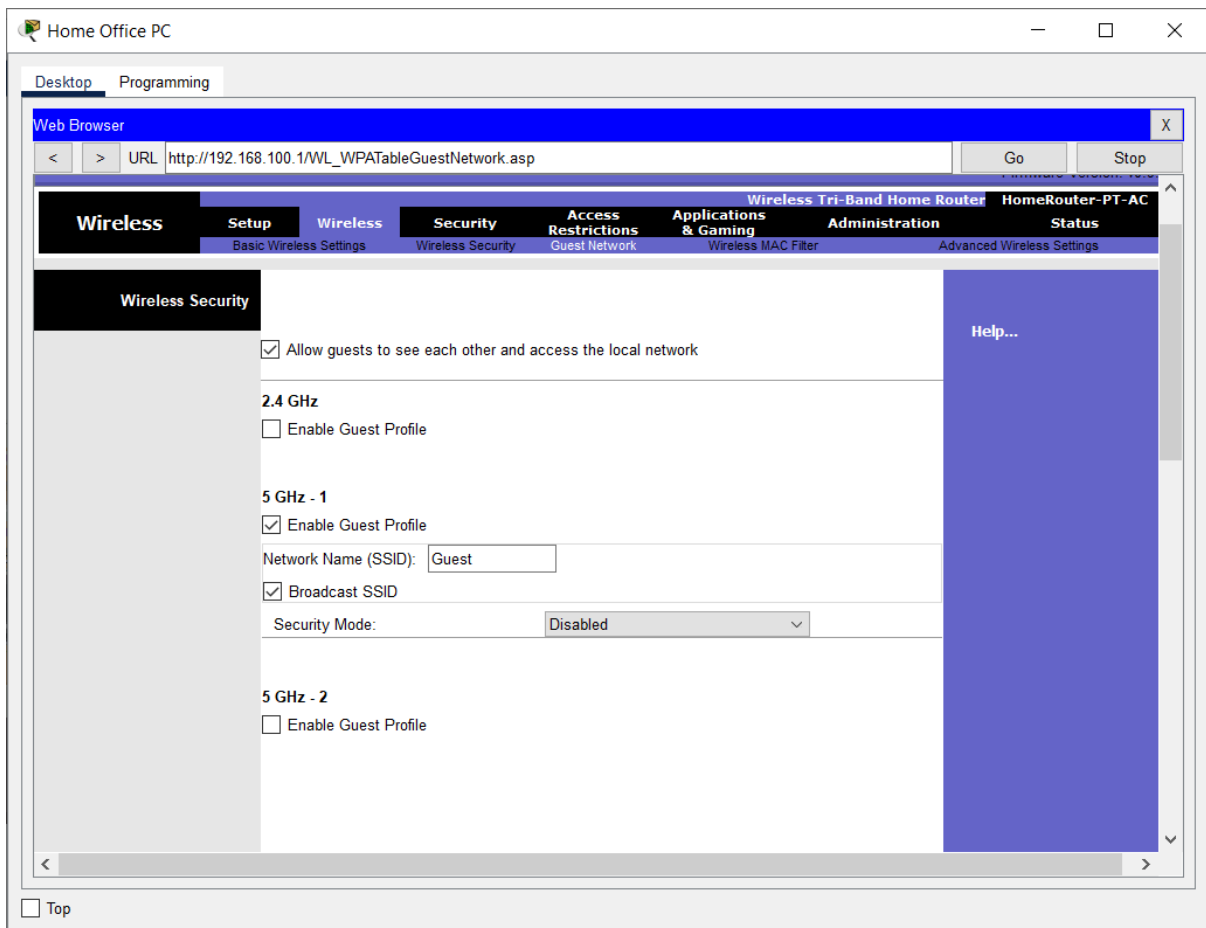 Home Office PC
Desktop Programming
Web Browser X
< > URL http://192.168.100.1/WL_WPATableGuestNetwork.asp Go Stop
Wireless Tri-Band Home Router HomeRouter-PT-AC
Wireless Setup Wireless Security Access Restrictions Applications & Gaming Administration Status
Basic Wireless Settings Wireless Security Guest Network Wireless MAC Filter Advanced Wireless Settings
Wireless Security
Help...
Allow guests to see each other and access the local network
2.4 GHz
Enable Guest Profile
5 GHz - 1
Enable Guest Profile
Network Name (SSID): Guest
Broadcast SSID
Security Mode: Disabled
5 GHz - 2
Enable Guest Profile
Top